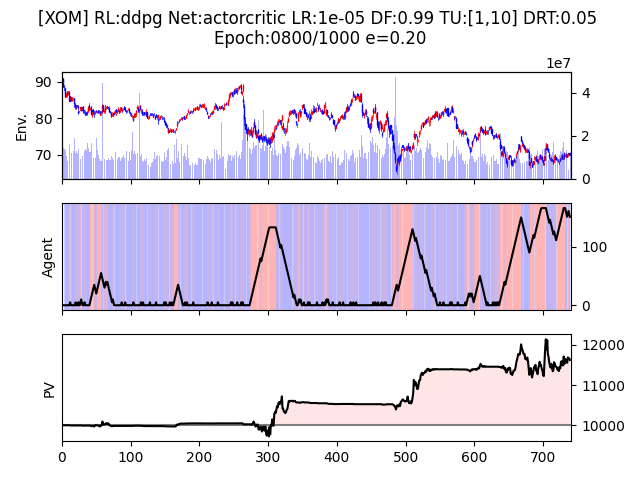 [XOM] RL:ddpg Net:actorcritic LR:1e-05 DF:0.99 TU:[1,10] DRT:0.05
Epoch:0800/1000 e=0.20
1e7
90
80
70
Env.
4
2
0
Agent
100
0
PV
12000
11000
10000
0 100 200 300 400 500 600 700